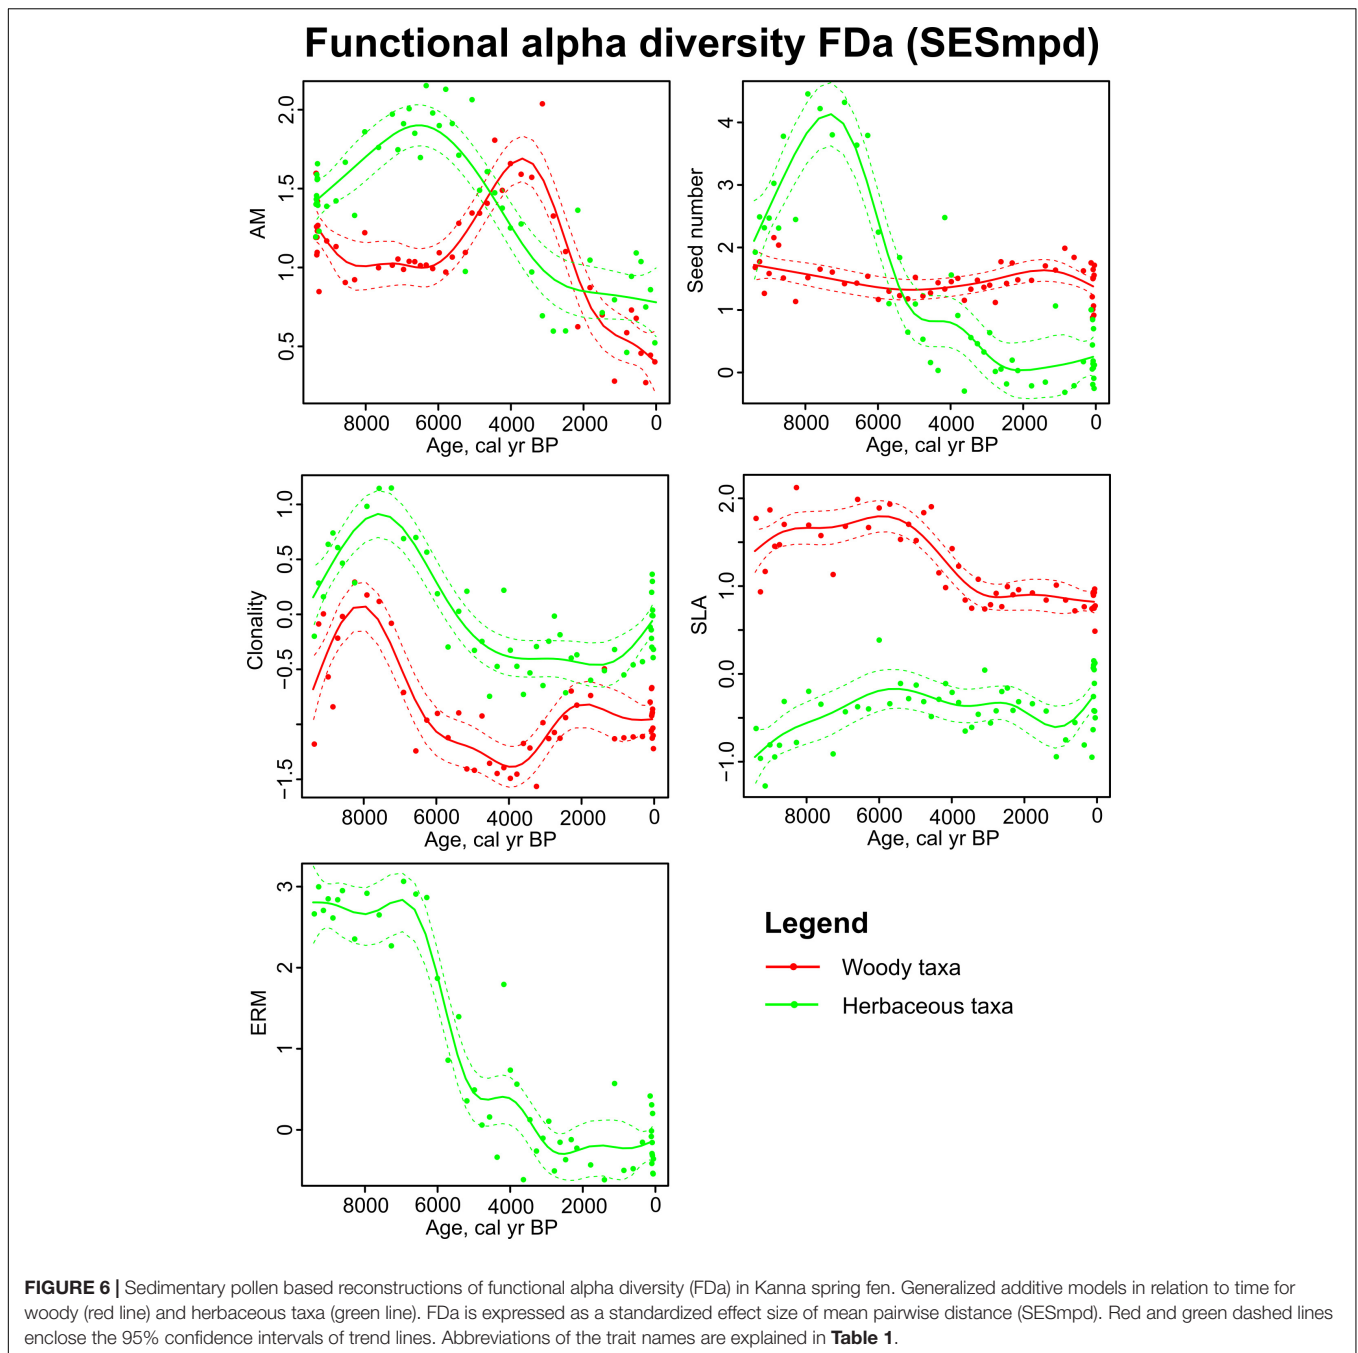 Functional alpha diversity FDa (SESmpd)
AM
2.0
1.5
1.0
0.5
8000 6000 4000 2000 0
Age, cal yr BP
Seed number
4
3
2
1
0
8000 6000 4000 2000 0
Age, cal yr BP
Clonality
1.0
0.5
0.0
−0.5
−1.5
8000 6000 4000 2000 0
Age, cal yr BP
SLA
2.0
1.0
0.0
−1.0
8000 6000 4000 2000 0
Age, cal yr BP
ERM
3
2
1
0
8000 6000 4000 2000 0
Age, cal yr BP
Legend
Woody taxa
Herbaceous taxa
FIGURE 6 | Sedimentary pollen based reconstructions of functional alpha diversity (FDa) in Kanna spring fen. Generalized additive models in relation to time for
woody (red line) and herbaceous taxa (green line). FDa is expressed as a standardized effect size of mean pairwise distance (SESmpd). Red and green dashed lines
enclose the 95% confidence intervals of trend lines. Abbreviations of the trait names are explained in Table 1.